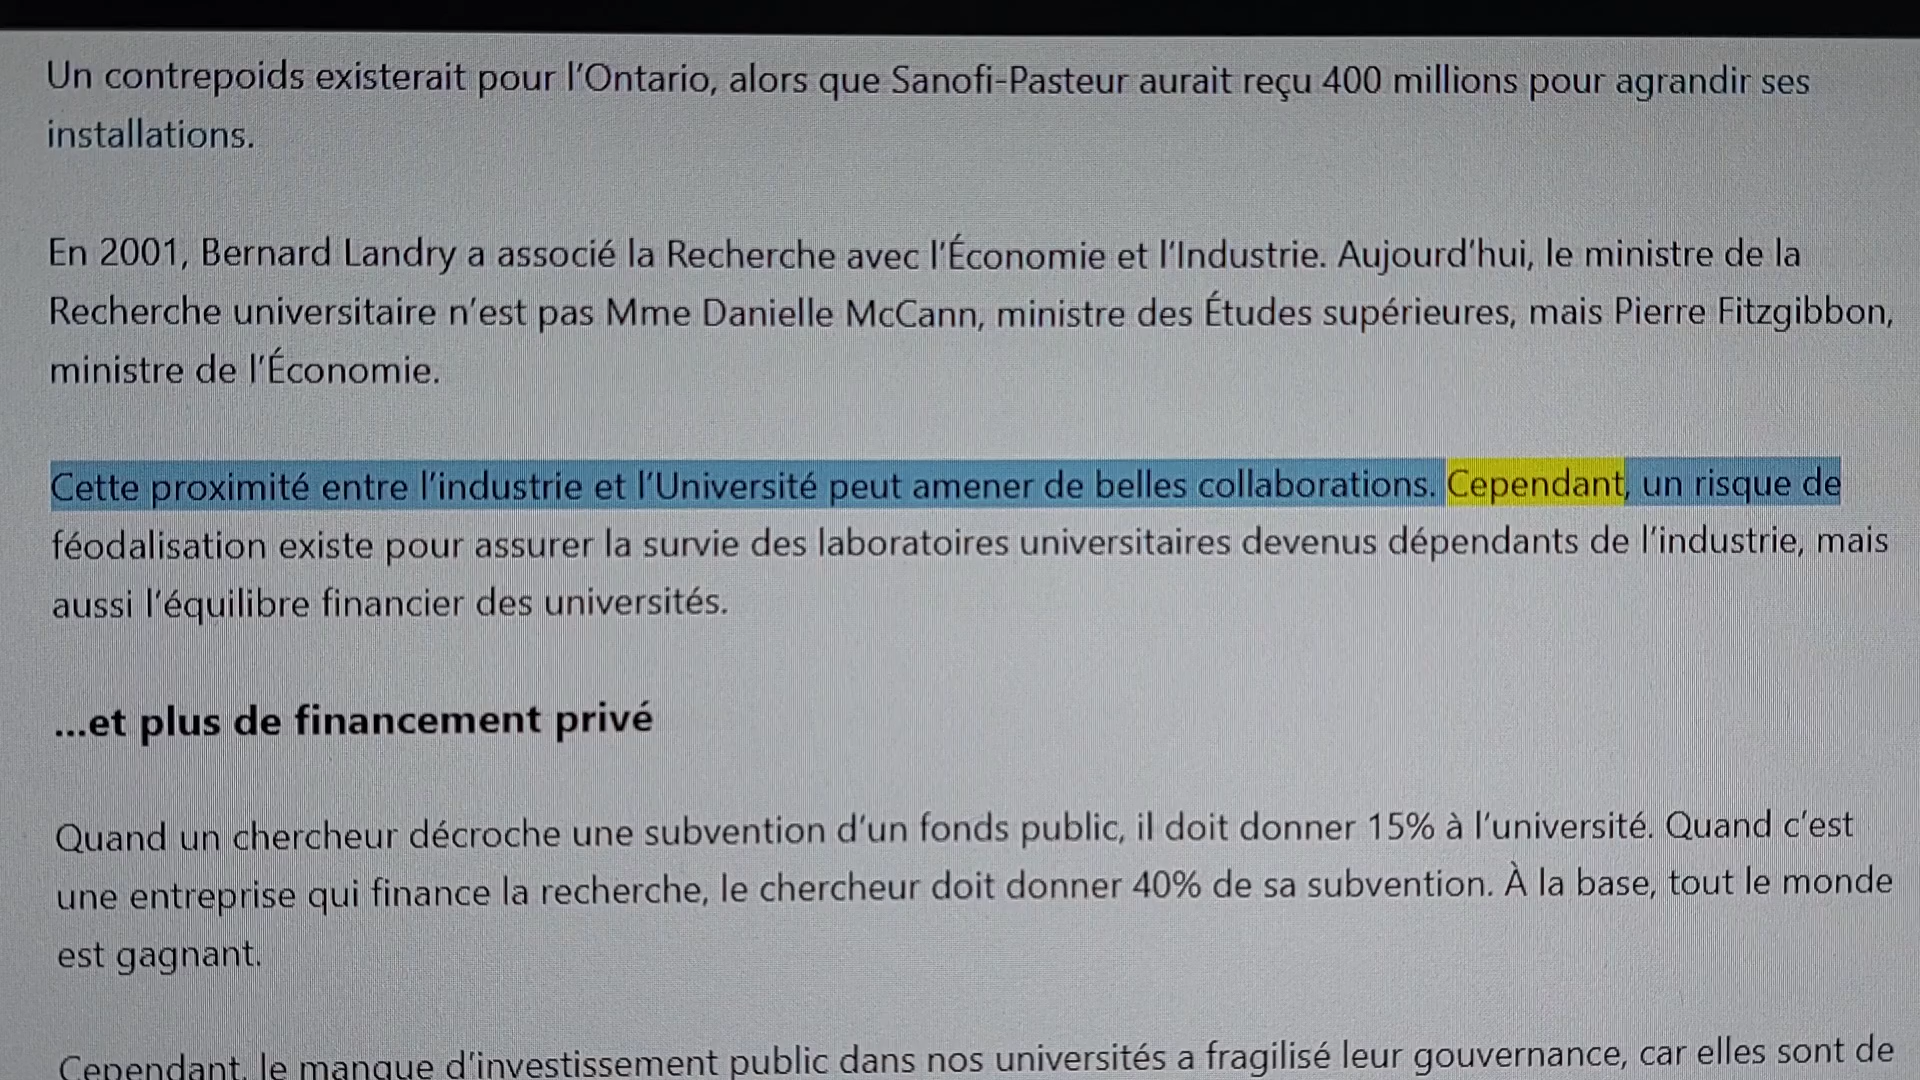 Un contrepoids existerait pour l'Ontario, alors que Sanofi-Pasteur aurait reçu 400 millions pour agrandir ses
installations.
En 2001, Bernard Landry a associé la Recherche avec l'Économie et l'Industrie. Aujourd'hui, le ministre de la
Recherche universitaire n'est pas Mme Danielle McCann, ministre des Études supérieures, mais Pierre Fitzgibbon,
ministre de l'Économie.
Cette proximité entre l'industrie et l'Université peut amener de belles collaborations. Cependant, un risque de
féodalisation existe pour assurer la survie des laboratoires universitaires devenus dépendants de l'industrie, mais
aussi l'équilibre financier des universités.
...et plus de financement privé
Quand un chercheur décroche une subvention d'un fonds public, il doit donner 15% à l'université. Quand c'est
une entreprise qui finance la recherche, le chercheur doit donner 40% de sa subvention. À la base, tout le monde
est gagnant.
Cependant, le manque d'investissement public dans nos universités a fragilisé leur gouvernance, car elles sont de